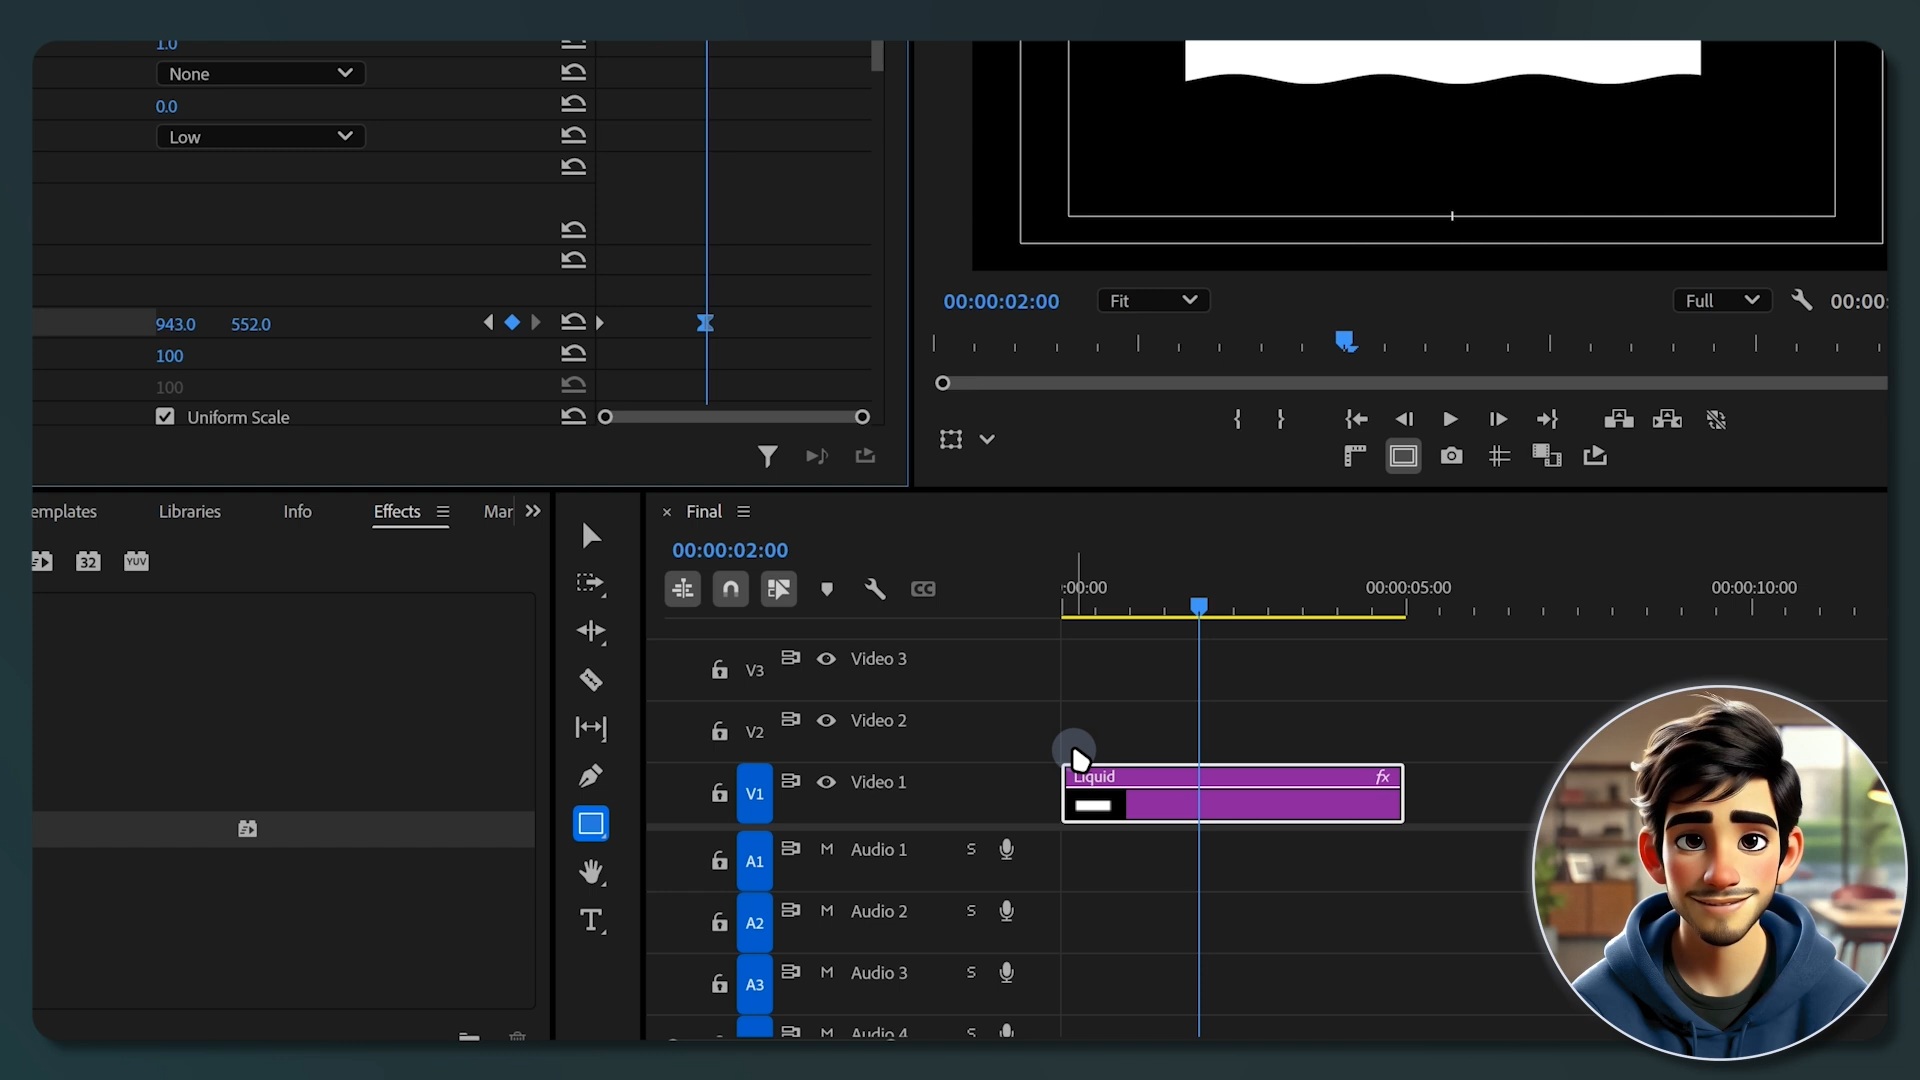 1.0
None
0.0
Low
943.0 552.0
100
100
Uniform Scale
00:00:02:00 Fit Full 00:00:
emplates Libraries Info Effects Mar
32 YUV
× Final
00:00:02:00
CC
:00:00 00:00:05:00 00:00:10:00
V3 Video 3
V2 Video 2
V1 Video 1
Liquid fx
A1 M Audio 1 S
A2 M Audio 2 S
A3 M Audio 3 S
M Audio 4 S
T